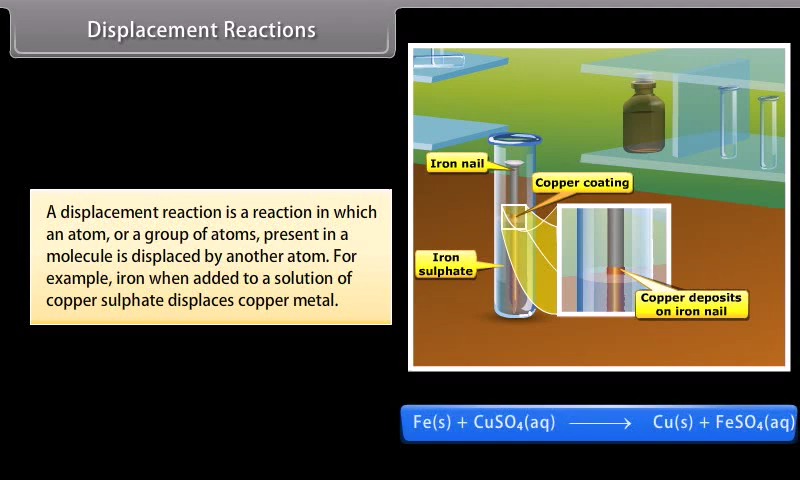 Displacement Reactions
A displacement reaction is a reaction in which
an atom, or a group of atoms, present in a
molecule is displaced by another atom. For
example, iron when added to a solution of
copper sulphate displaces copper metal.
Iron nail
Copper coating
Iron
sulphate
Copper deposits
on iron nail
Fe(s) + CuSO₄(aq) ⟶ Cu(s) + FeSO₄(aq)